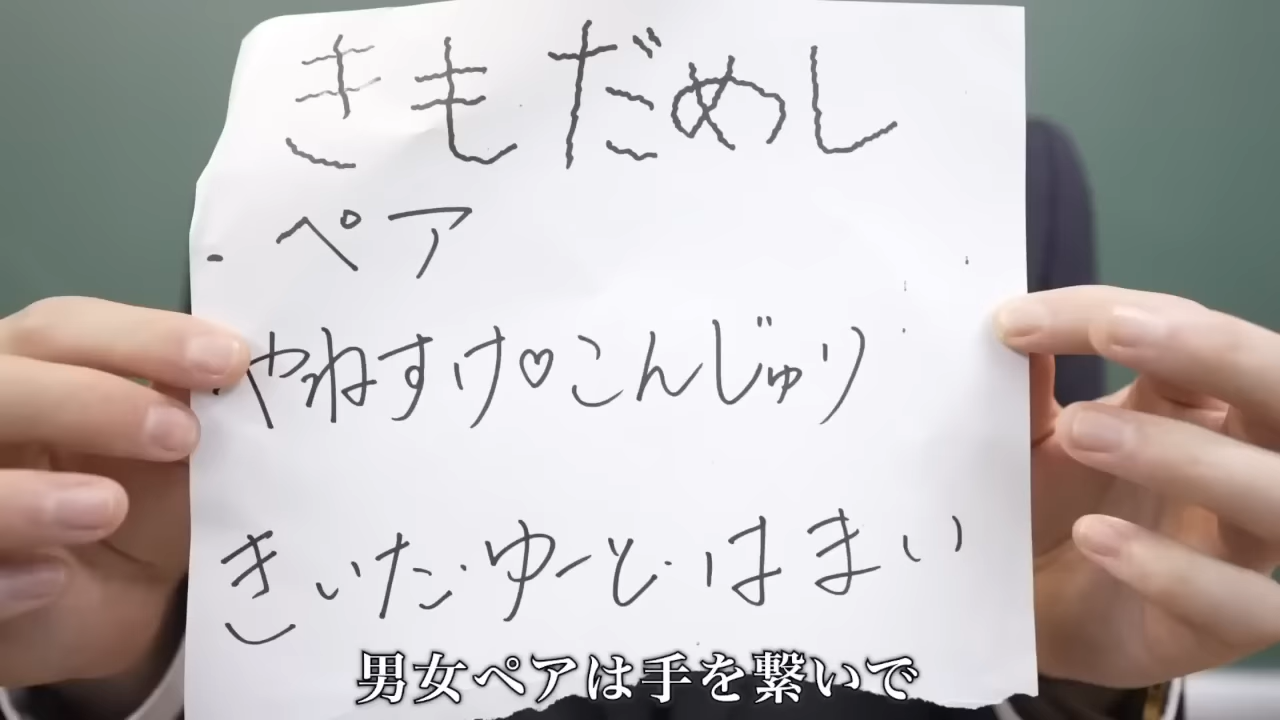 きもだめし
・ペア
・やねすけ♡こんじゅり
きいた・ゆーと・はまい
男女ペアは手を繋いで